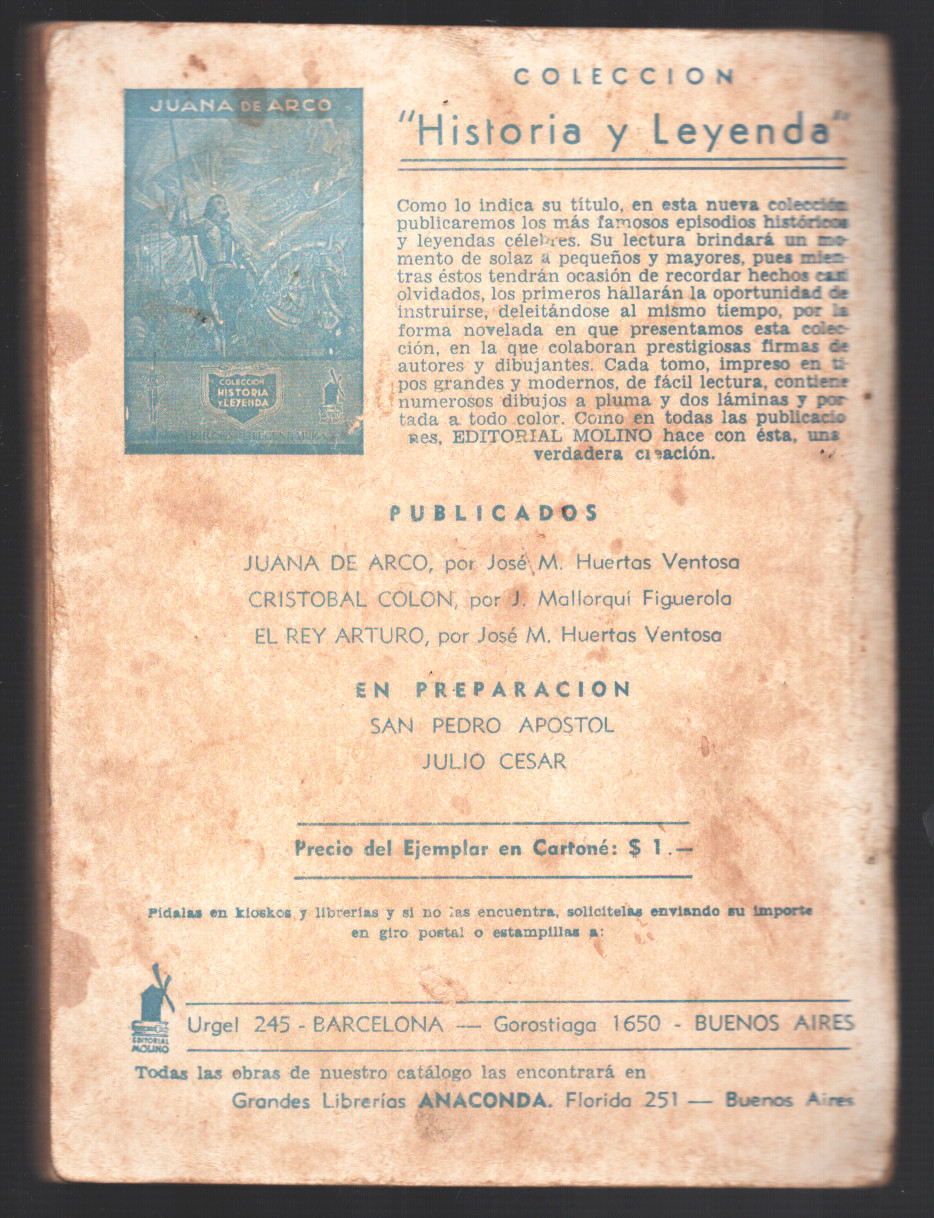 JUANA DE ARCO
COLECCION
HISTORIA
Y LEYENDA
COLECCION
"Historia y Leyenda"
Como lo indica su título, en esta nueva colección
publicaremos los más famosos episodios históricos
y leyendas célebres. Su lectura brindará un mo-
mento de solaz a pequeños y mayores, pues mien-
tras éstos tendrán ocasión de recordar hechos casi
olvidados, los primeros hallarán la oportunidad de
instruirse, deleitándose al mismo tiempo, por la
forma novelada en que presentamos esta colec-
ción, en la que colaboran prestigiosas firmas de
autores y dibujantes. Cada tomo, impreso en ti-
pos grandes y modernos, de fácil lectura, contiene
numerosos dibujos a pluma y dos láminas y por-
tada a todo color. Como en todas las publicacio
nes, EDITORIAL MOLINO hace con ésta, una
verdadera creación.
PUBLICADOS
JUANA DE ARCO, por José M. Huertas Ventosa
CRISTOBAL COLON, por J. Mallorquí Figuerola
EL REY ARTURO, por José M. Huertas Ventosa
EN PREPARACION
SAN PEDRO APOSTOL
JULIO CESAR
Precio del Ejemplar en Cartoné: $ 1.—
Pídalas en kioskos y librerías y si no las encuentra, solicítelas enviando su importe
en giro postal o estampillas a:
EDITORIAL
MOLINO
Urgel 245 - BARCELONA — Gorostiaga 1650 - BUENOS AIRES
Todas las obras de nuestro catálogo las encontrará en
Grandes Librerías ANACONDA. Florida 251 — Buenos Aires